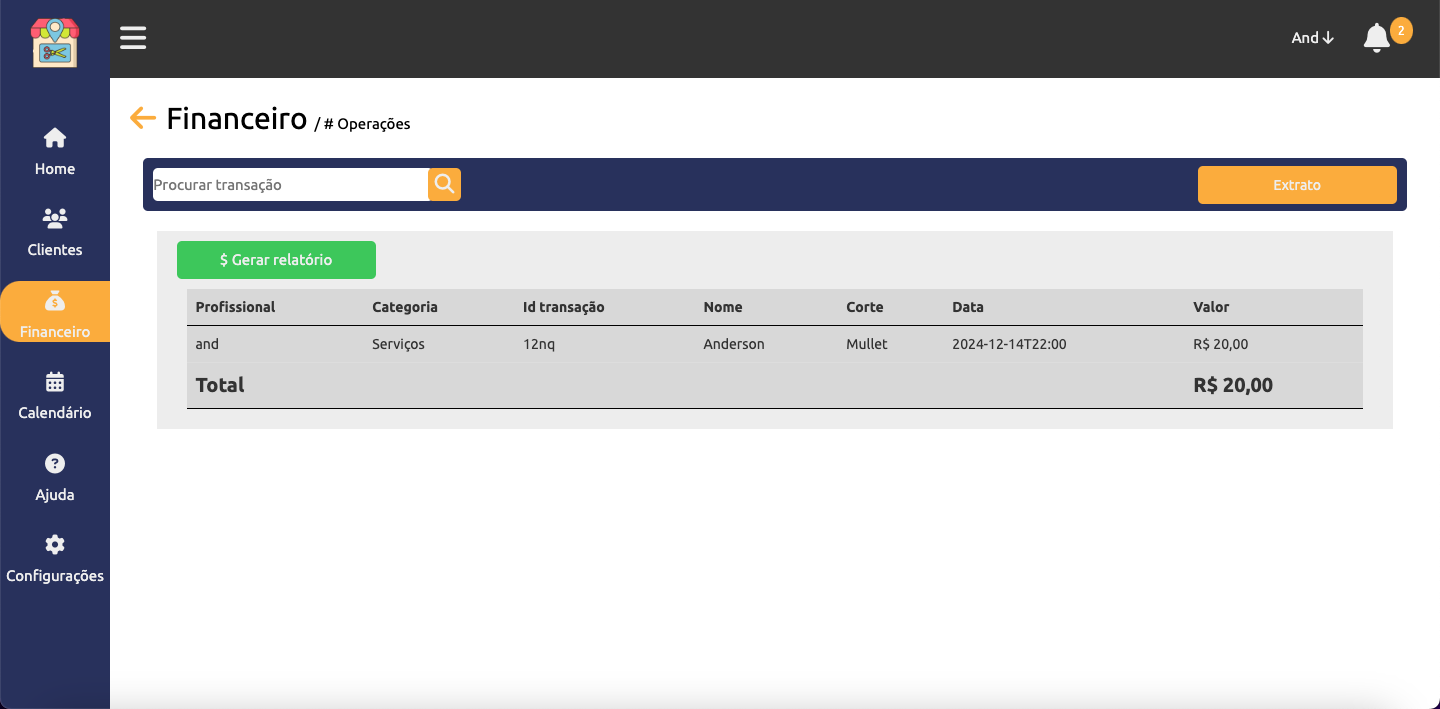 And
2
Financeiro / # Operações
Home
Clientes
Financeiro
Calendário
Ajuda
Configurações
Procurar transação
Extrato
$ Gerar relatório
Profissional Categoria Id transação Nome Corte Data Valor
and Serviços 12nq Anderson Mullet 2024-12-14T22:00 R$ 20,00
Total R$ 20,00